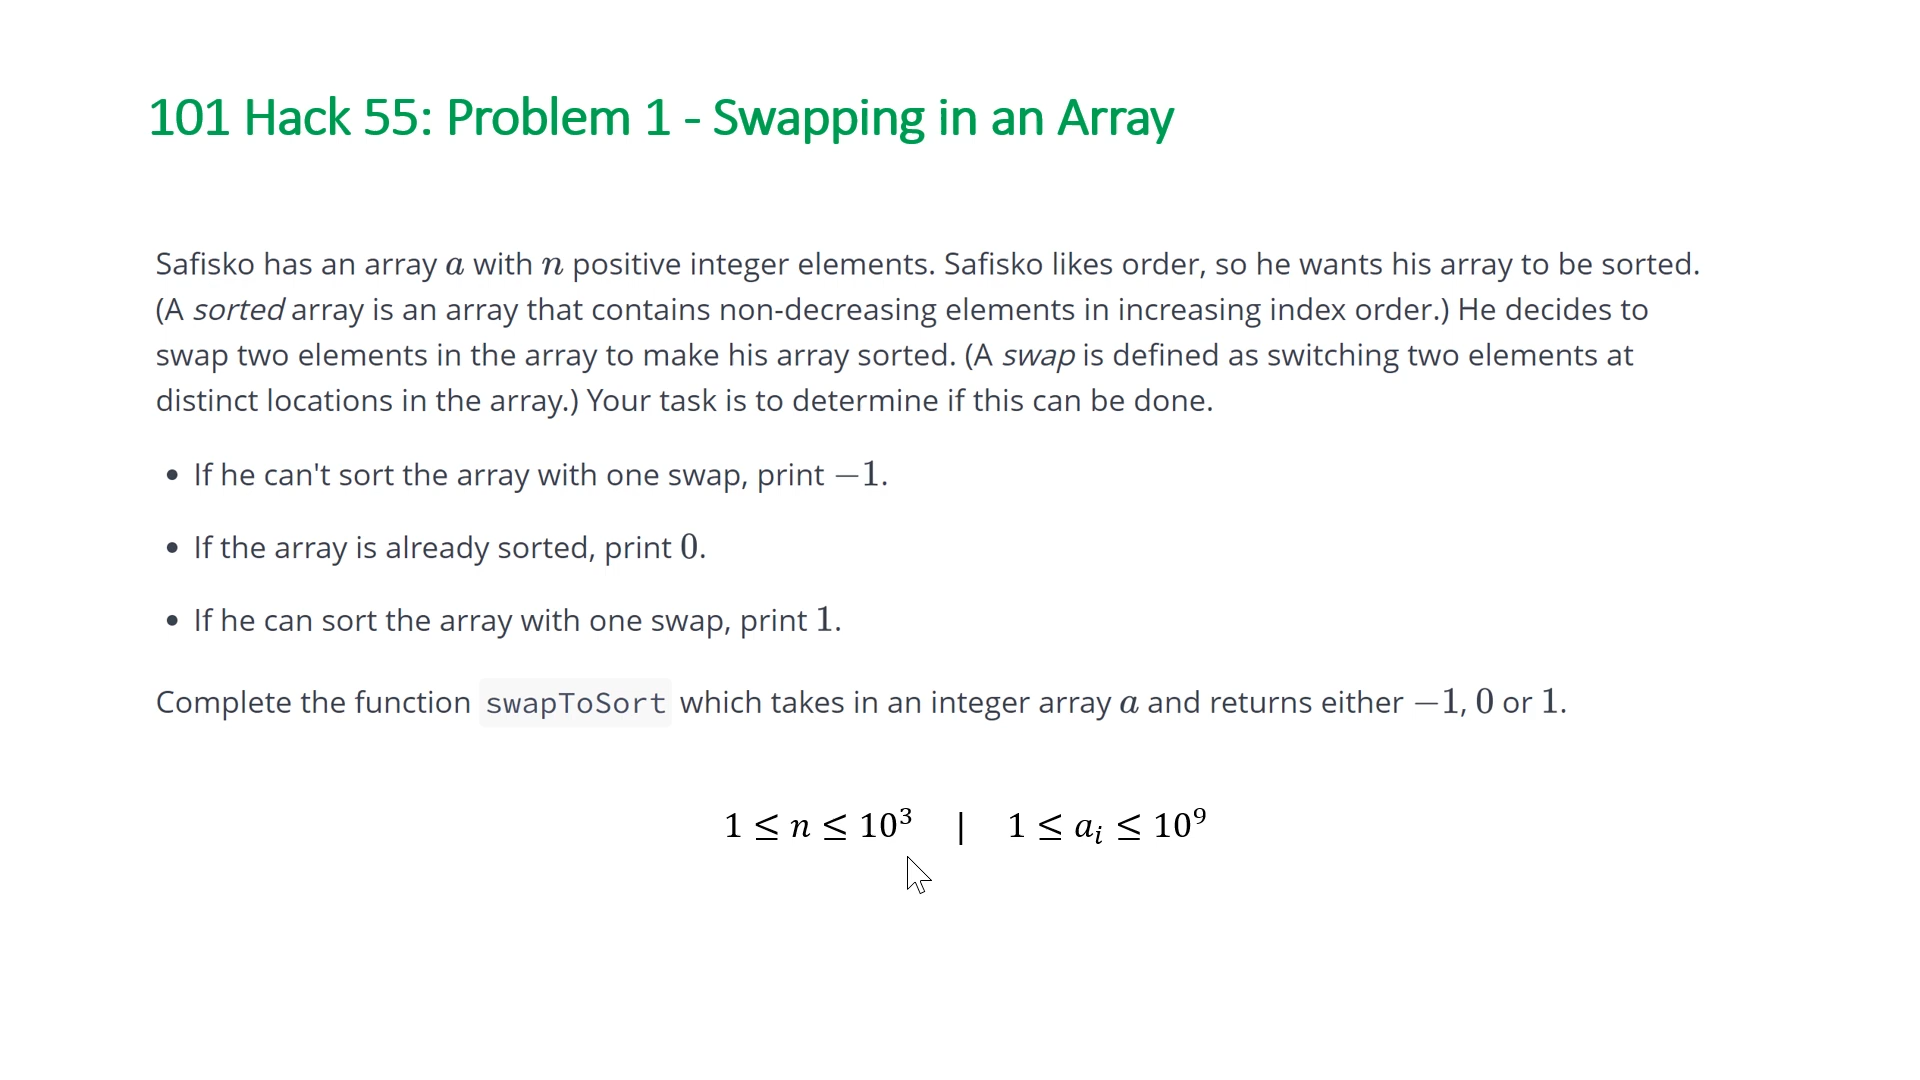 101 Hack 55: Problem 1 - Swapping in an Array
Safisko has an array a with n positive integer elements. Safisko likes order, so he wants his array to be sorted.
(A sorted array is an array that contains non-decreasing elements in increasing index order.) He decides to
swap two elements in the array to make his array sorted. (A swap is defined as switching two elements at
distinct locations in the array.) Your task is to determine if this can be done.
• If he can't sort the array with one swap, print −1.
• If the array is already sorted, print 0.
• If he can sort the array with one swap, print 1.
Complete the function swapToSort which takes in an integer array a and returns either −1, 0 or 1.
1 ≤ n ≤ 10³ | 1 ≤ aᵢ ≤ 10⁹